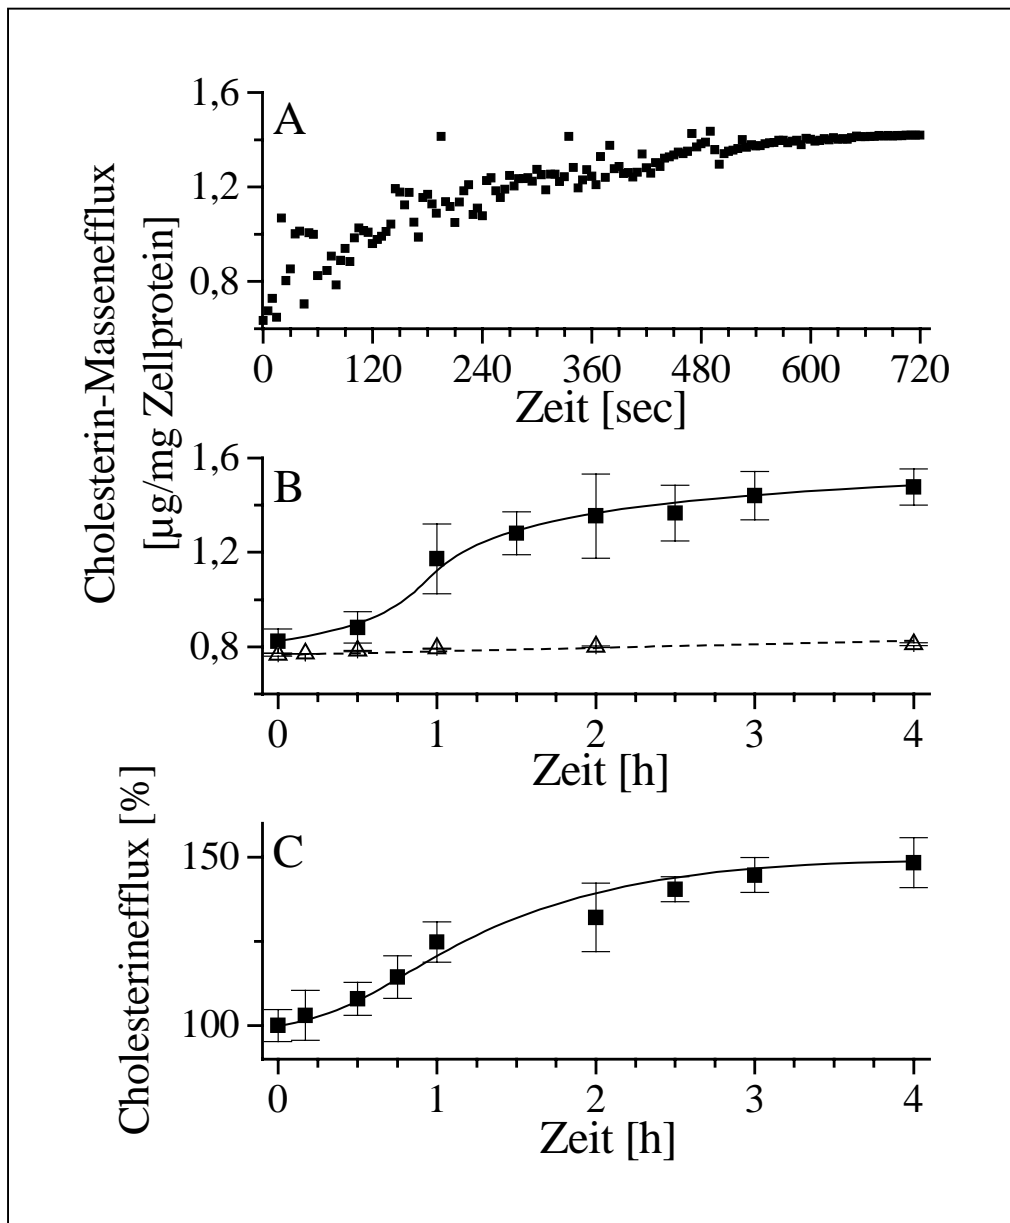 Cholesterin-Massenefflux
[µg/mg Zellprotein]
A
1,6
1,2
0,8
0 120 240 360 480 600 720
Zeit [sec]
B
1,6
1,2
0,8
0 1 2 3 4
Zeit [h]
Cholesterinefflux [%]
C
150
100
0 1 2 3 4
Zeit [h]